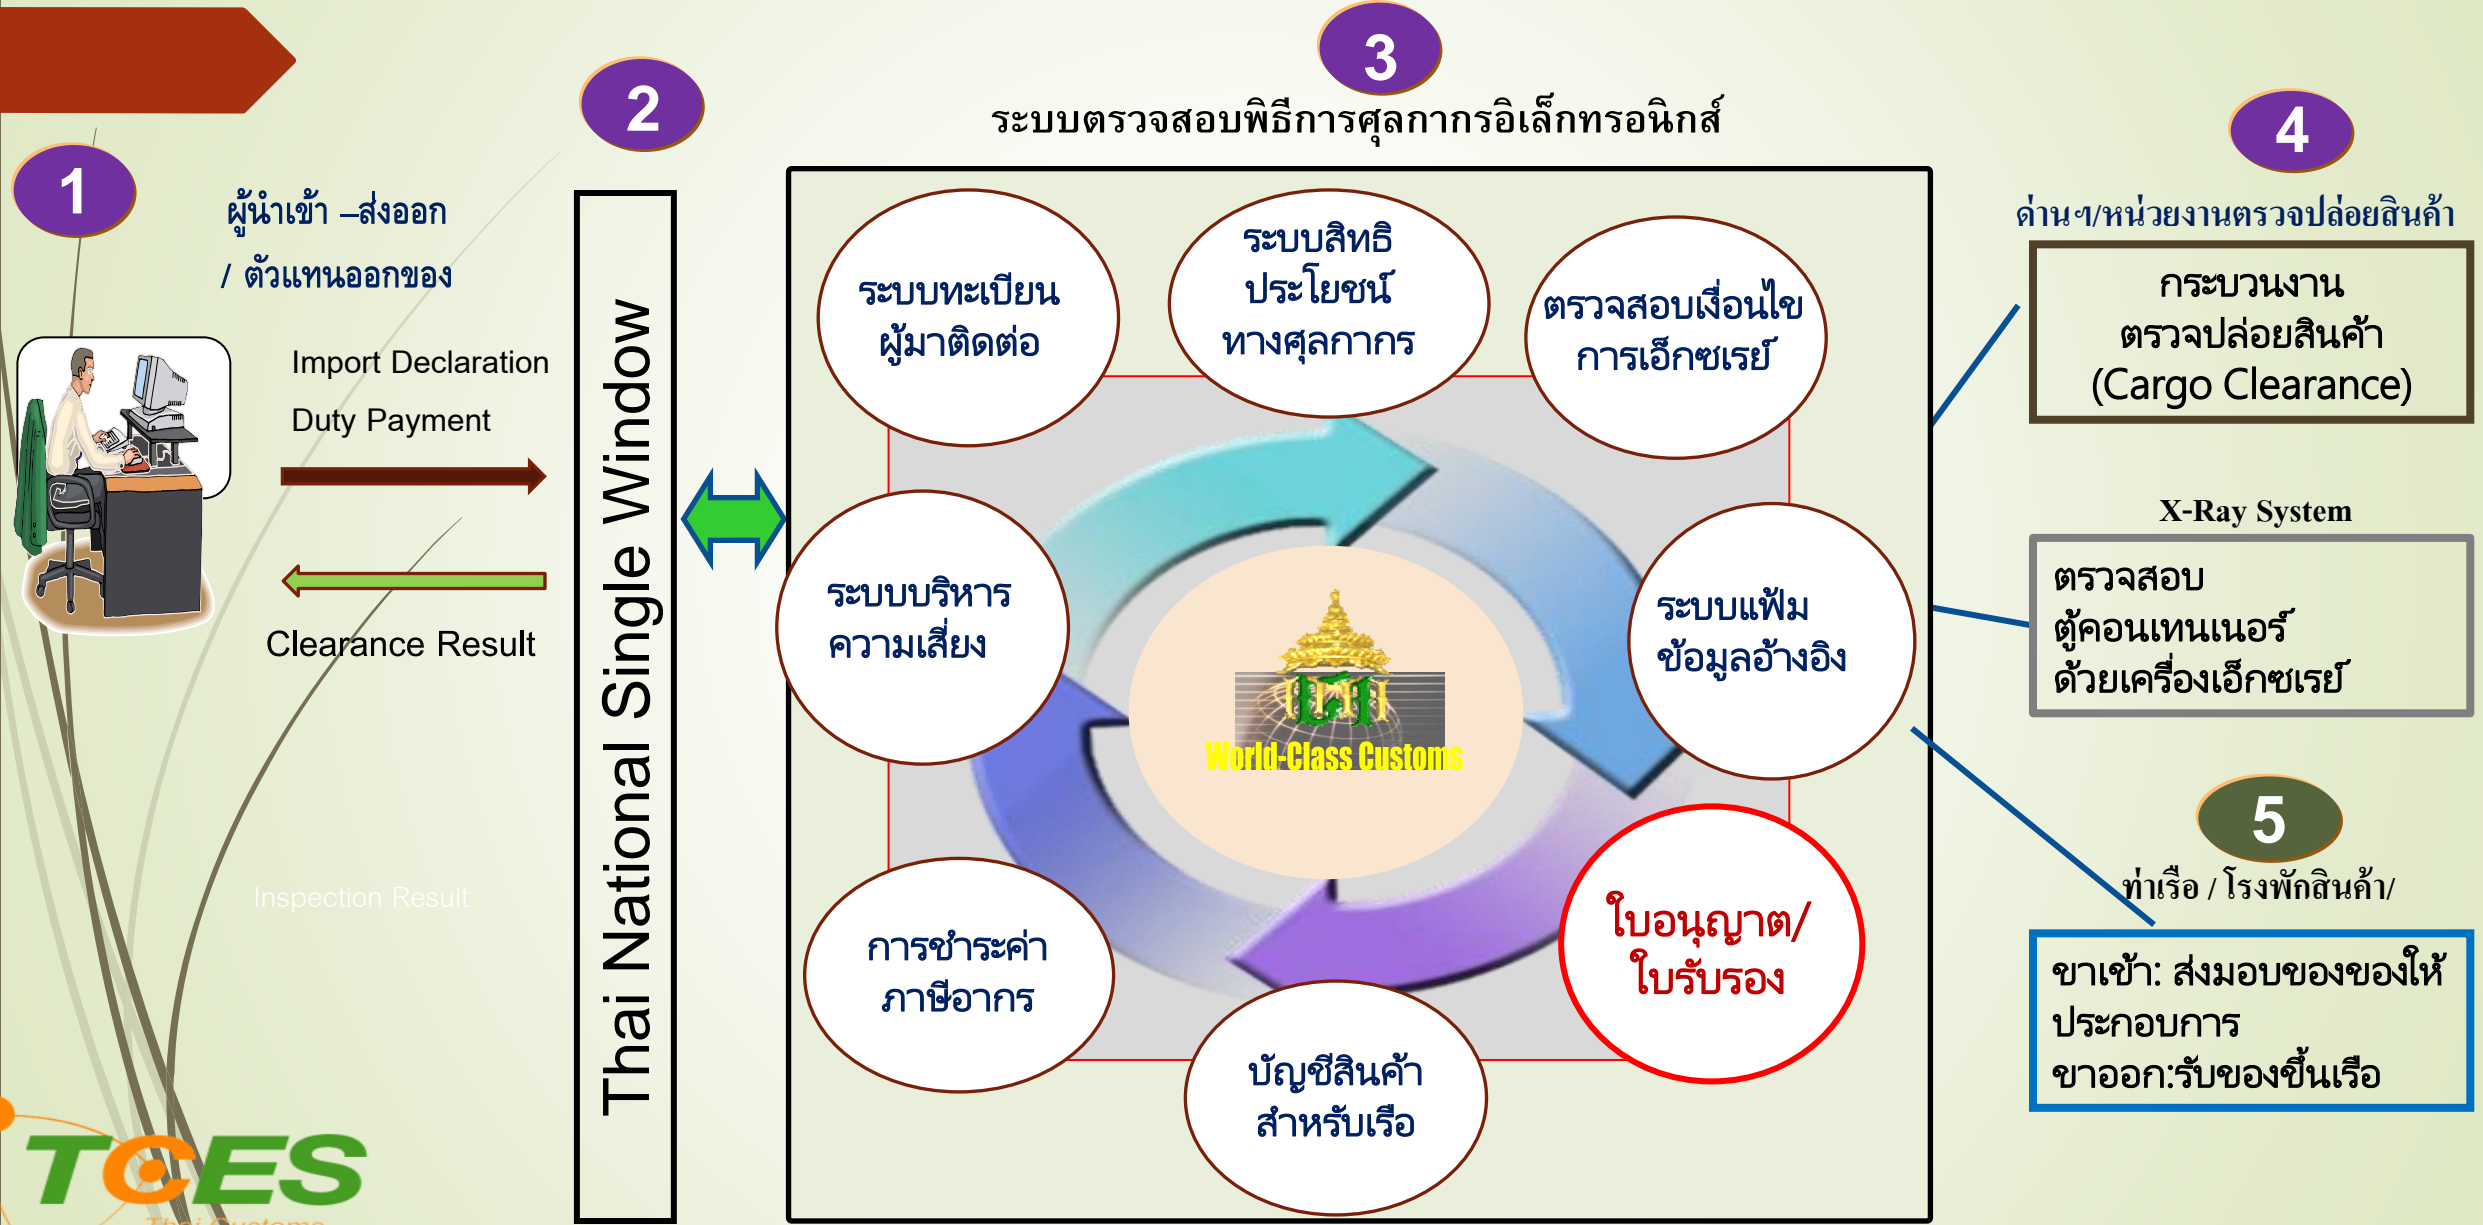 1
ผู้นำเข้า –ส่งออก
/ ตัวแทนออกของ
Import Declaration
Duty Payment
Clearance Result
Inspection Result
TCES
Thai Customs
2
Thai National Single Window
3
ระบบตรวจสอบพิธีการศุลกากรอิเล็กทรอนิกส์
ระบบทะเบียน
ผู้มาติดต่อ
ระบบสิทธิ
ประโยชน์
ทางศุลกากร
ตรวจสอบเงื่อนไข
การเอ็กซเรย์
ระบบบริหาร
ความเสี่ยง
World-Class Customs
ระบบแฟ้ม
ข้อมูลอ้างอิง
การชำระค่า
ภาษีอากร
บัญชีสินค้า
สำหรับเรือ
ใบอนุญาต/
ใบรับรอง
4
ด่านฯ/หน่วยงานตรวจปล่อยสินค้า
กระบวนงาน
ตรวจปล่อยสินค้า
(Cargo Clearance)
X-Ray System
ตรวจสอบ
ตู้คอนเทนเนอร์
ด้วยเครื่องเอ็กซเรย์
5
ท่าเรือ / โรงพักสินค้า/
ขาเข้า: ส่งมอบของของให้
ประกอบการ
ขาออก:รับของขึ้นเรือ